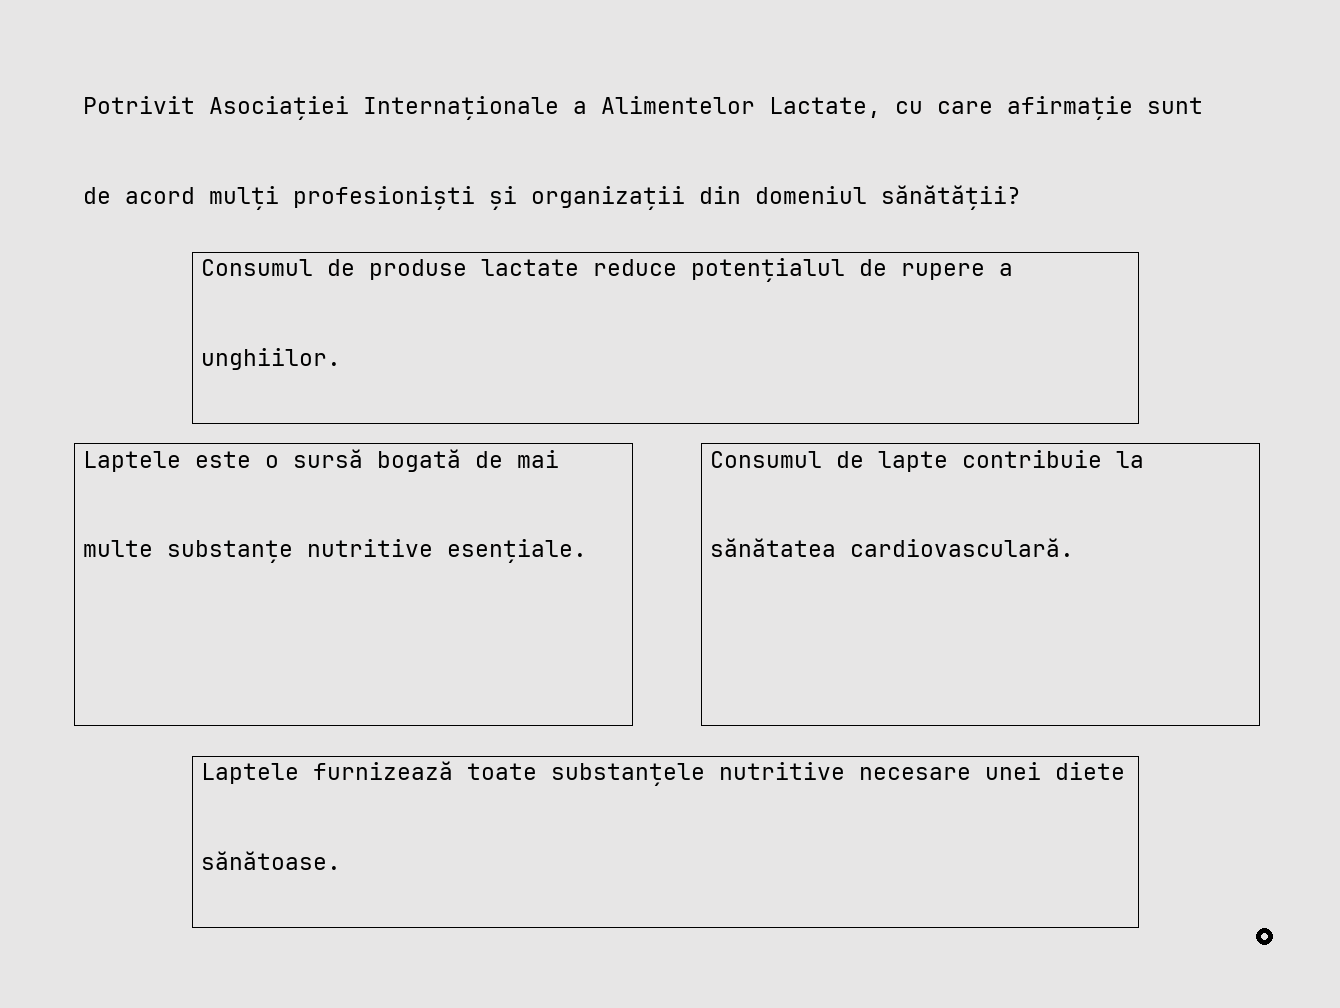 Potrivit Asociației Internaționale a Alimentelor Lactate, cu care afirmație sunt
de acord mulți profesioniști și organizații din domeniul sănătății?
Consumul de produse lactate reduce potențialul de rupere a
unghiilor.
Laptele este o sursă bogată de mai
multe substanțe nutritive esențiale.
Consumul de lapte contribuie la
sănătatea cardiovasculară.
Laptele furnizează toate substanțele nutritive necesare unei diete
sănătoase.